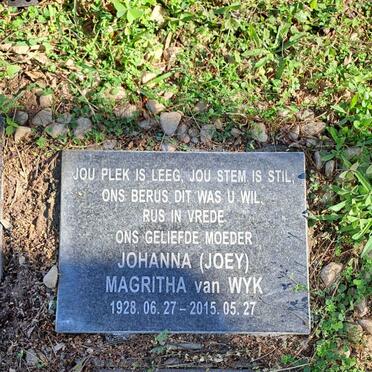 JOU PLEK IS LEEG, JOU STEM IS STIL,
ONS BERUS, DIT WAS U WIL,
RUS IN VREDE.
ONS GELIEFDE MOEDER
JOHANNA (JOEY)
MAGRITHA van WYK
1928. 06. 27 – 2015. 05. 27